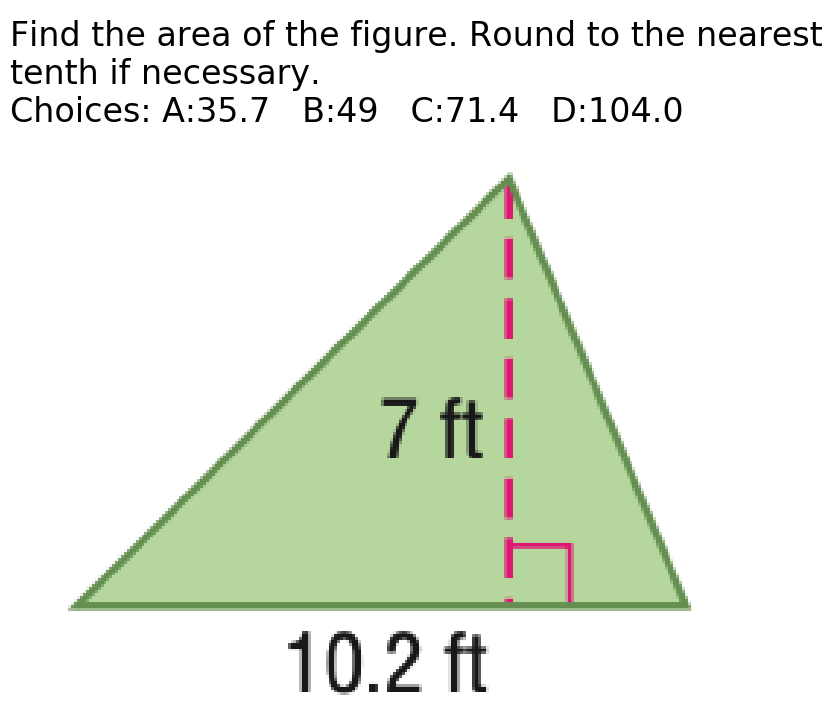 Find the area of the figure. Round to the nearest
tenth if necessary.
Choices: A:35.7   B:49   C:71.4   D:104.0
7 ft
10.2 ft